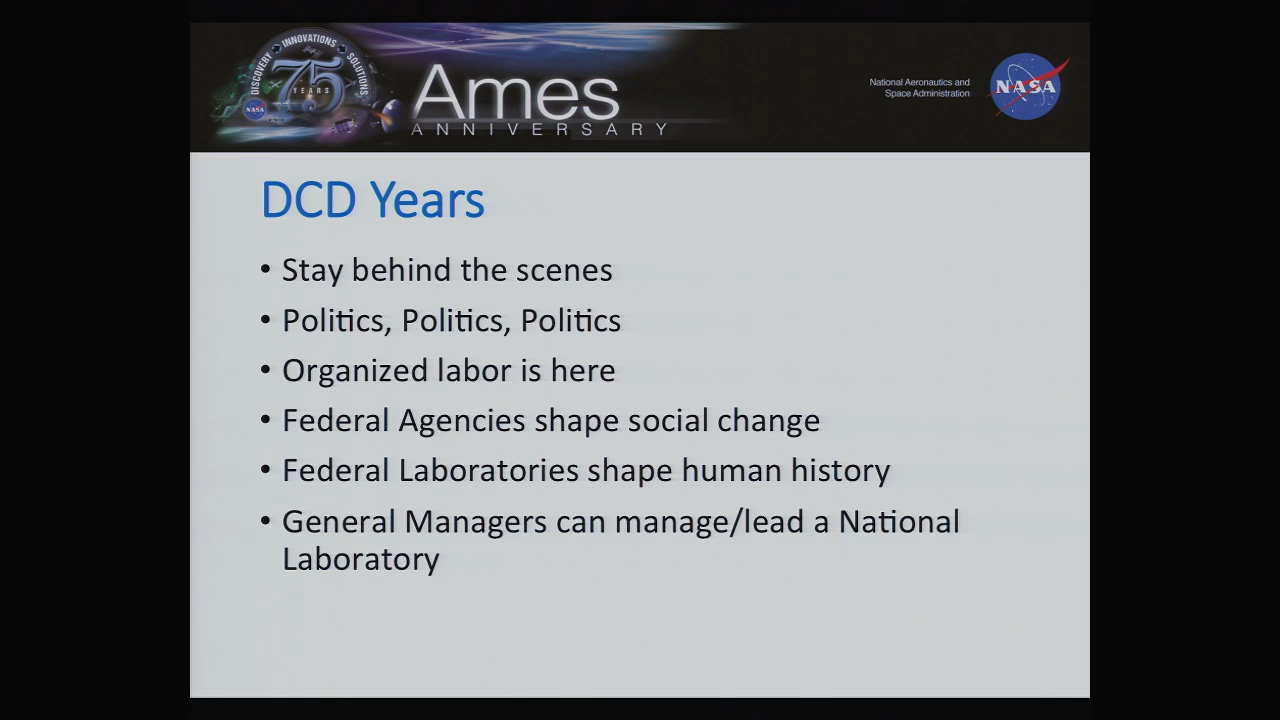 DISCOVERY INNOVATIONS SOLUTIONS
75
YEARS
NASA
Ames
ANNIVERSARY
National Aeronautics and
Space Administration
NASA
DCD Years
• Stay behind the scenes
• Politics, Politics, Politics
• Organized labor is here
• Federal Agencies shape social change
• Federal Laboratories shape human history
• General Managers can manage/lead a National
Laboratory